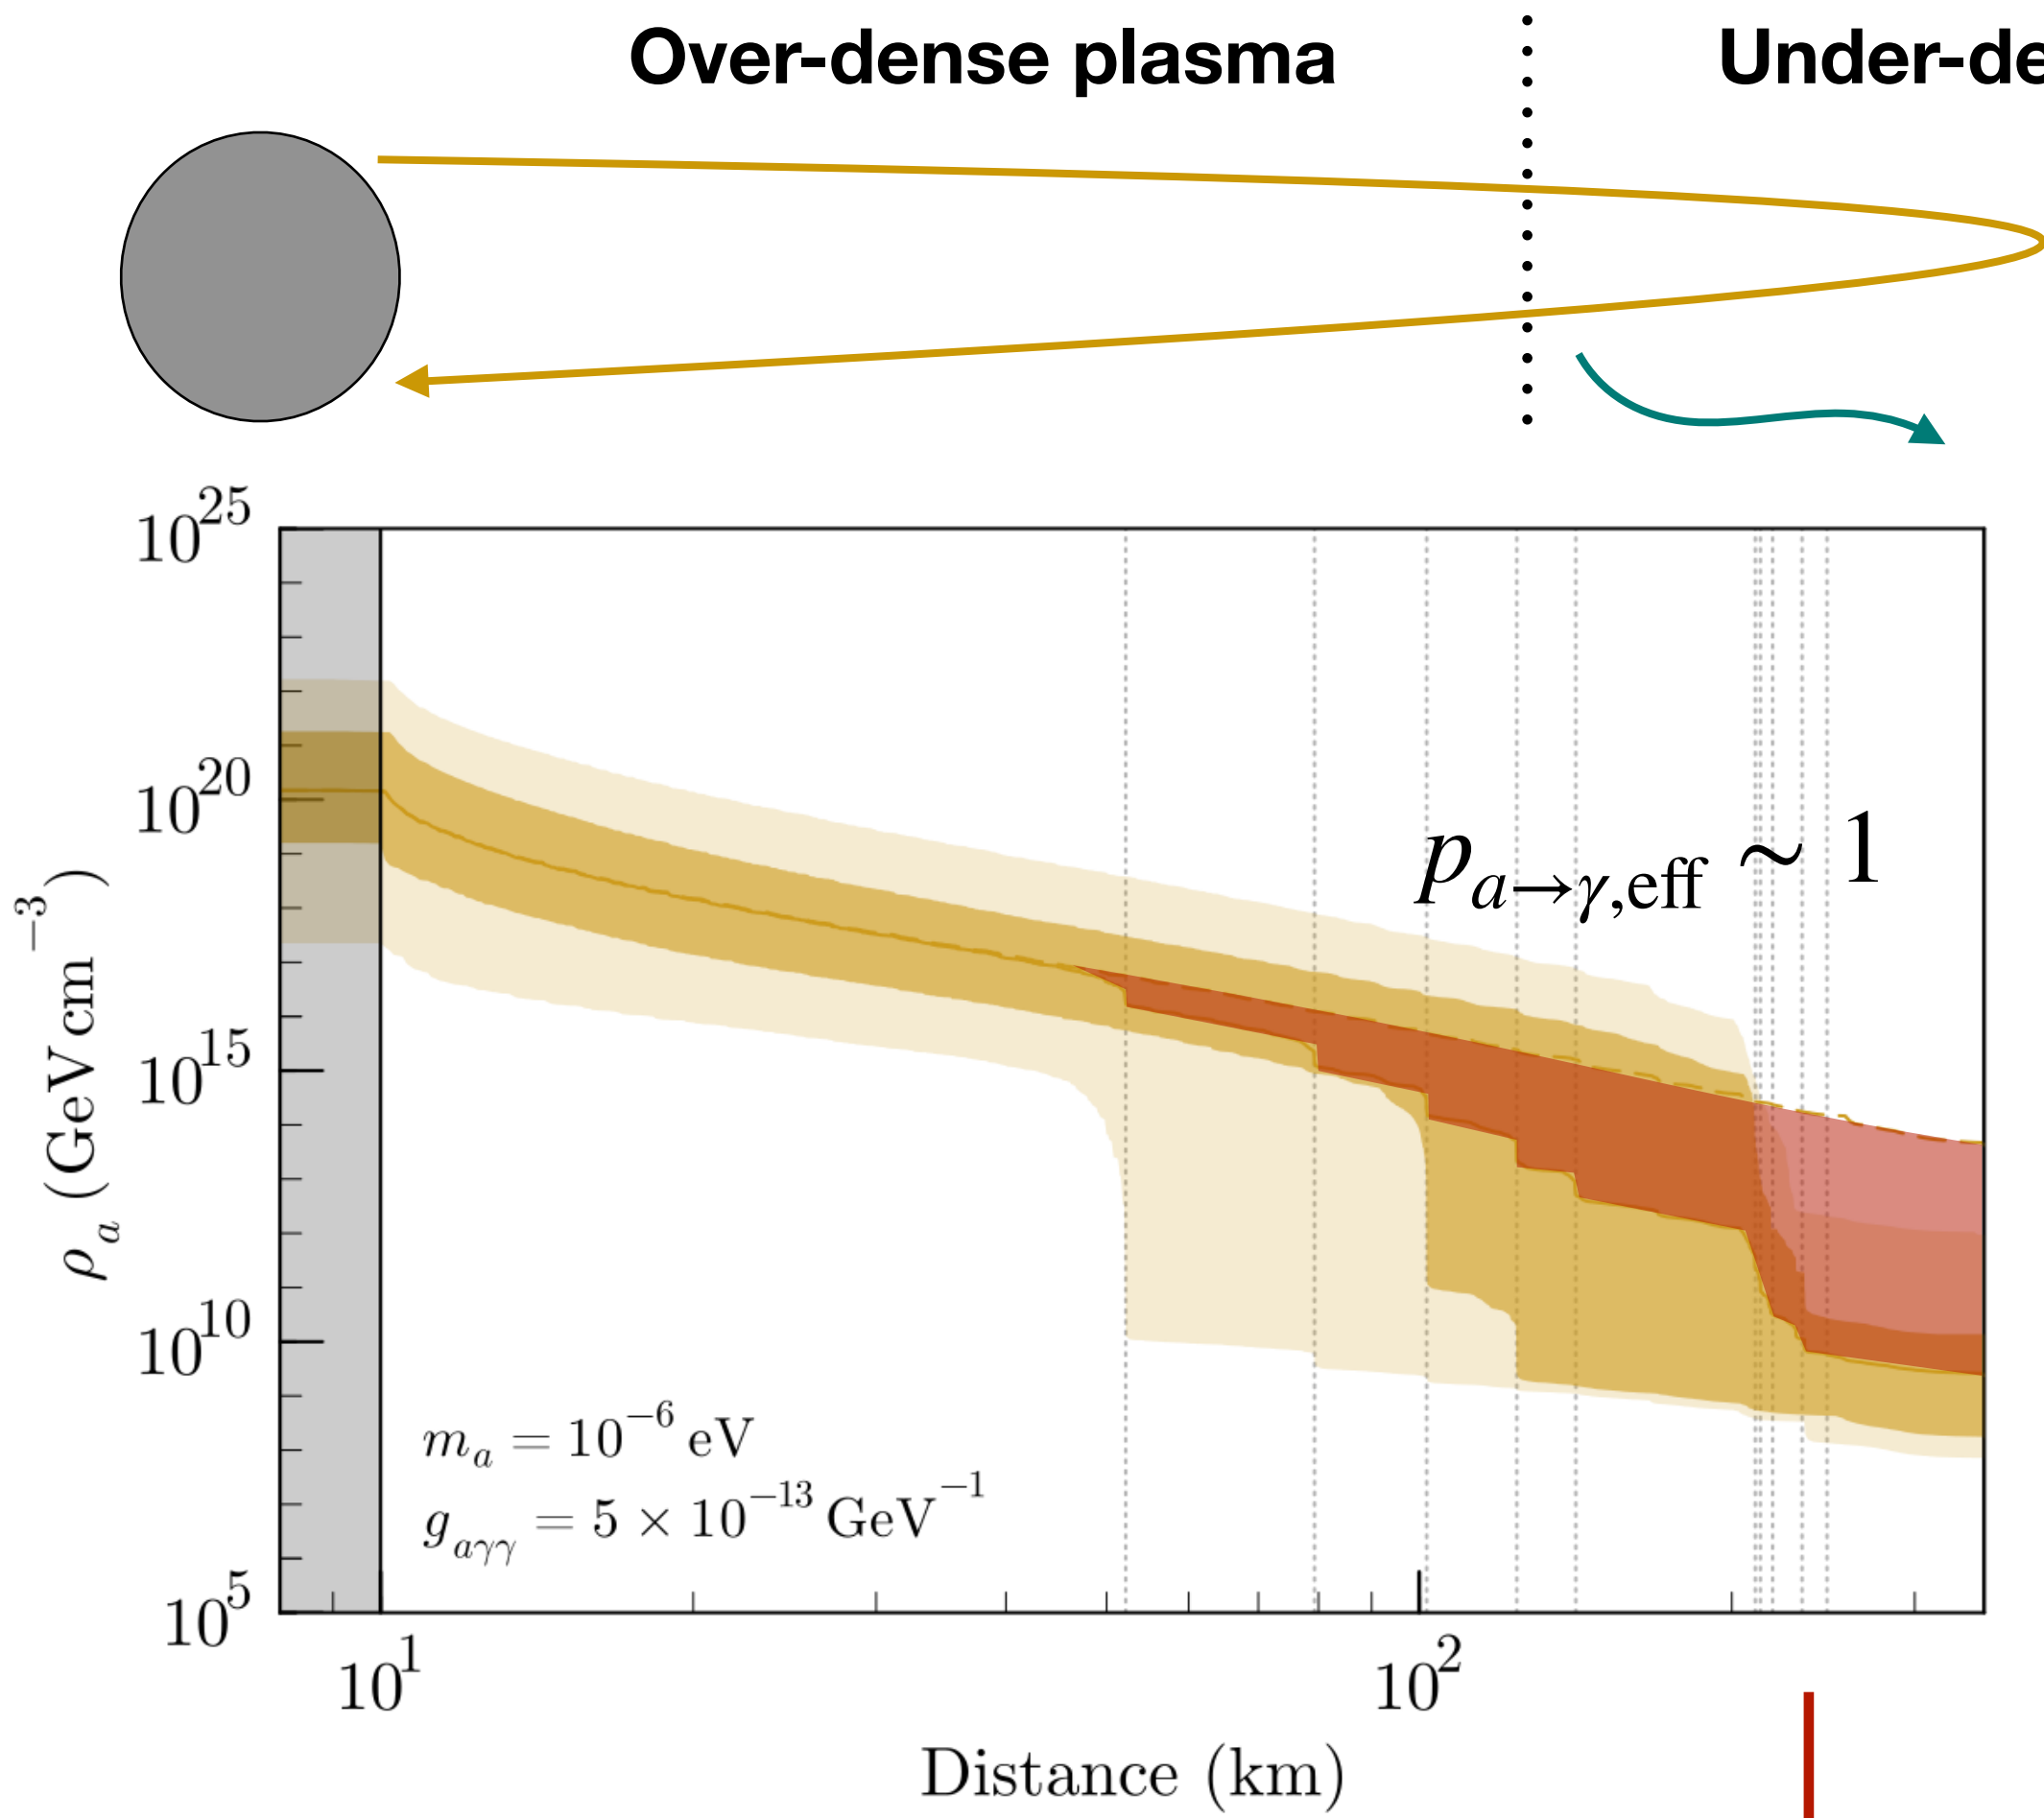 Over-dense plasma Under-de
10^25
10^20
10^15
10^10
10^5
ρ_a (GeV cm^−3)
p_{a→γ,eff} ~ 1
m_a = 10^−6 eV
g_{aγγ} = 5 × 10^−13 GeV^−1
10^1 10^2
Distance (km)